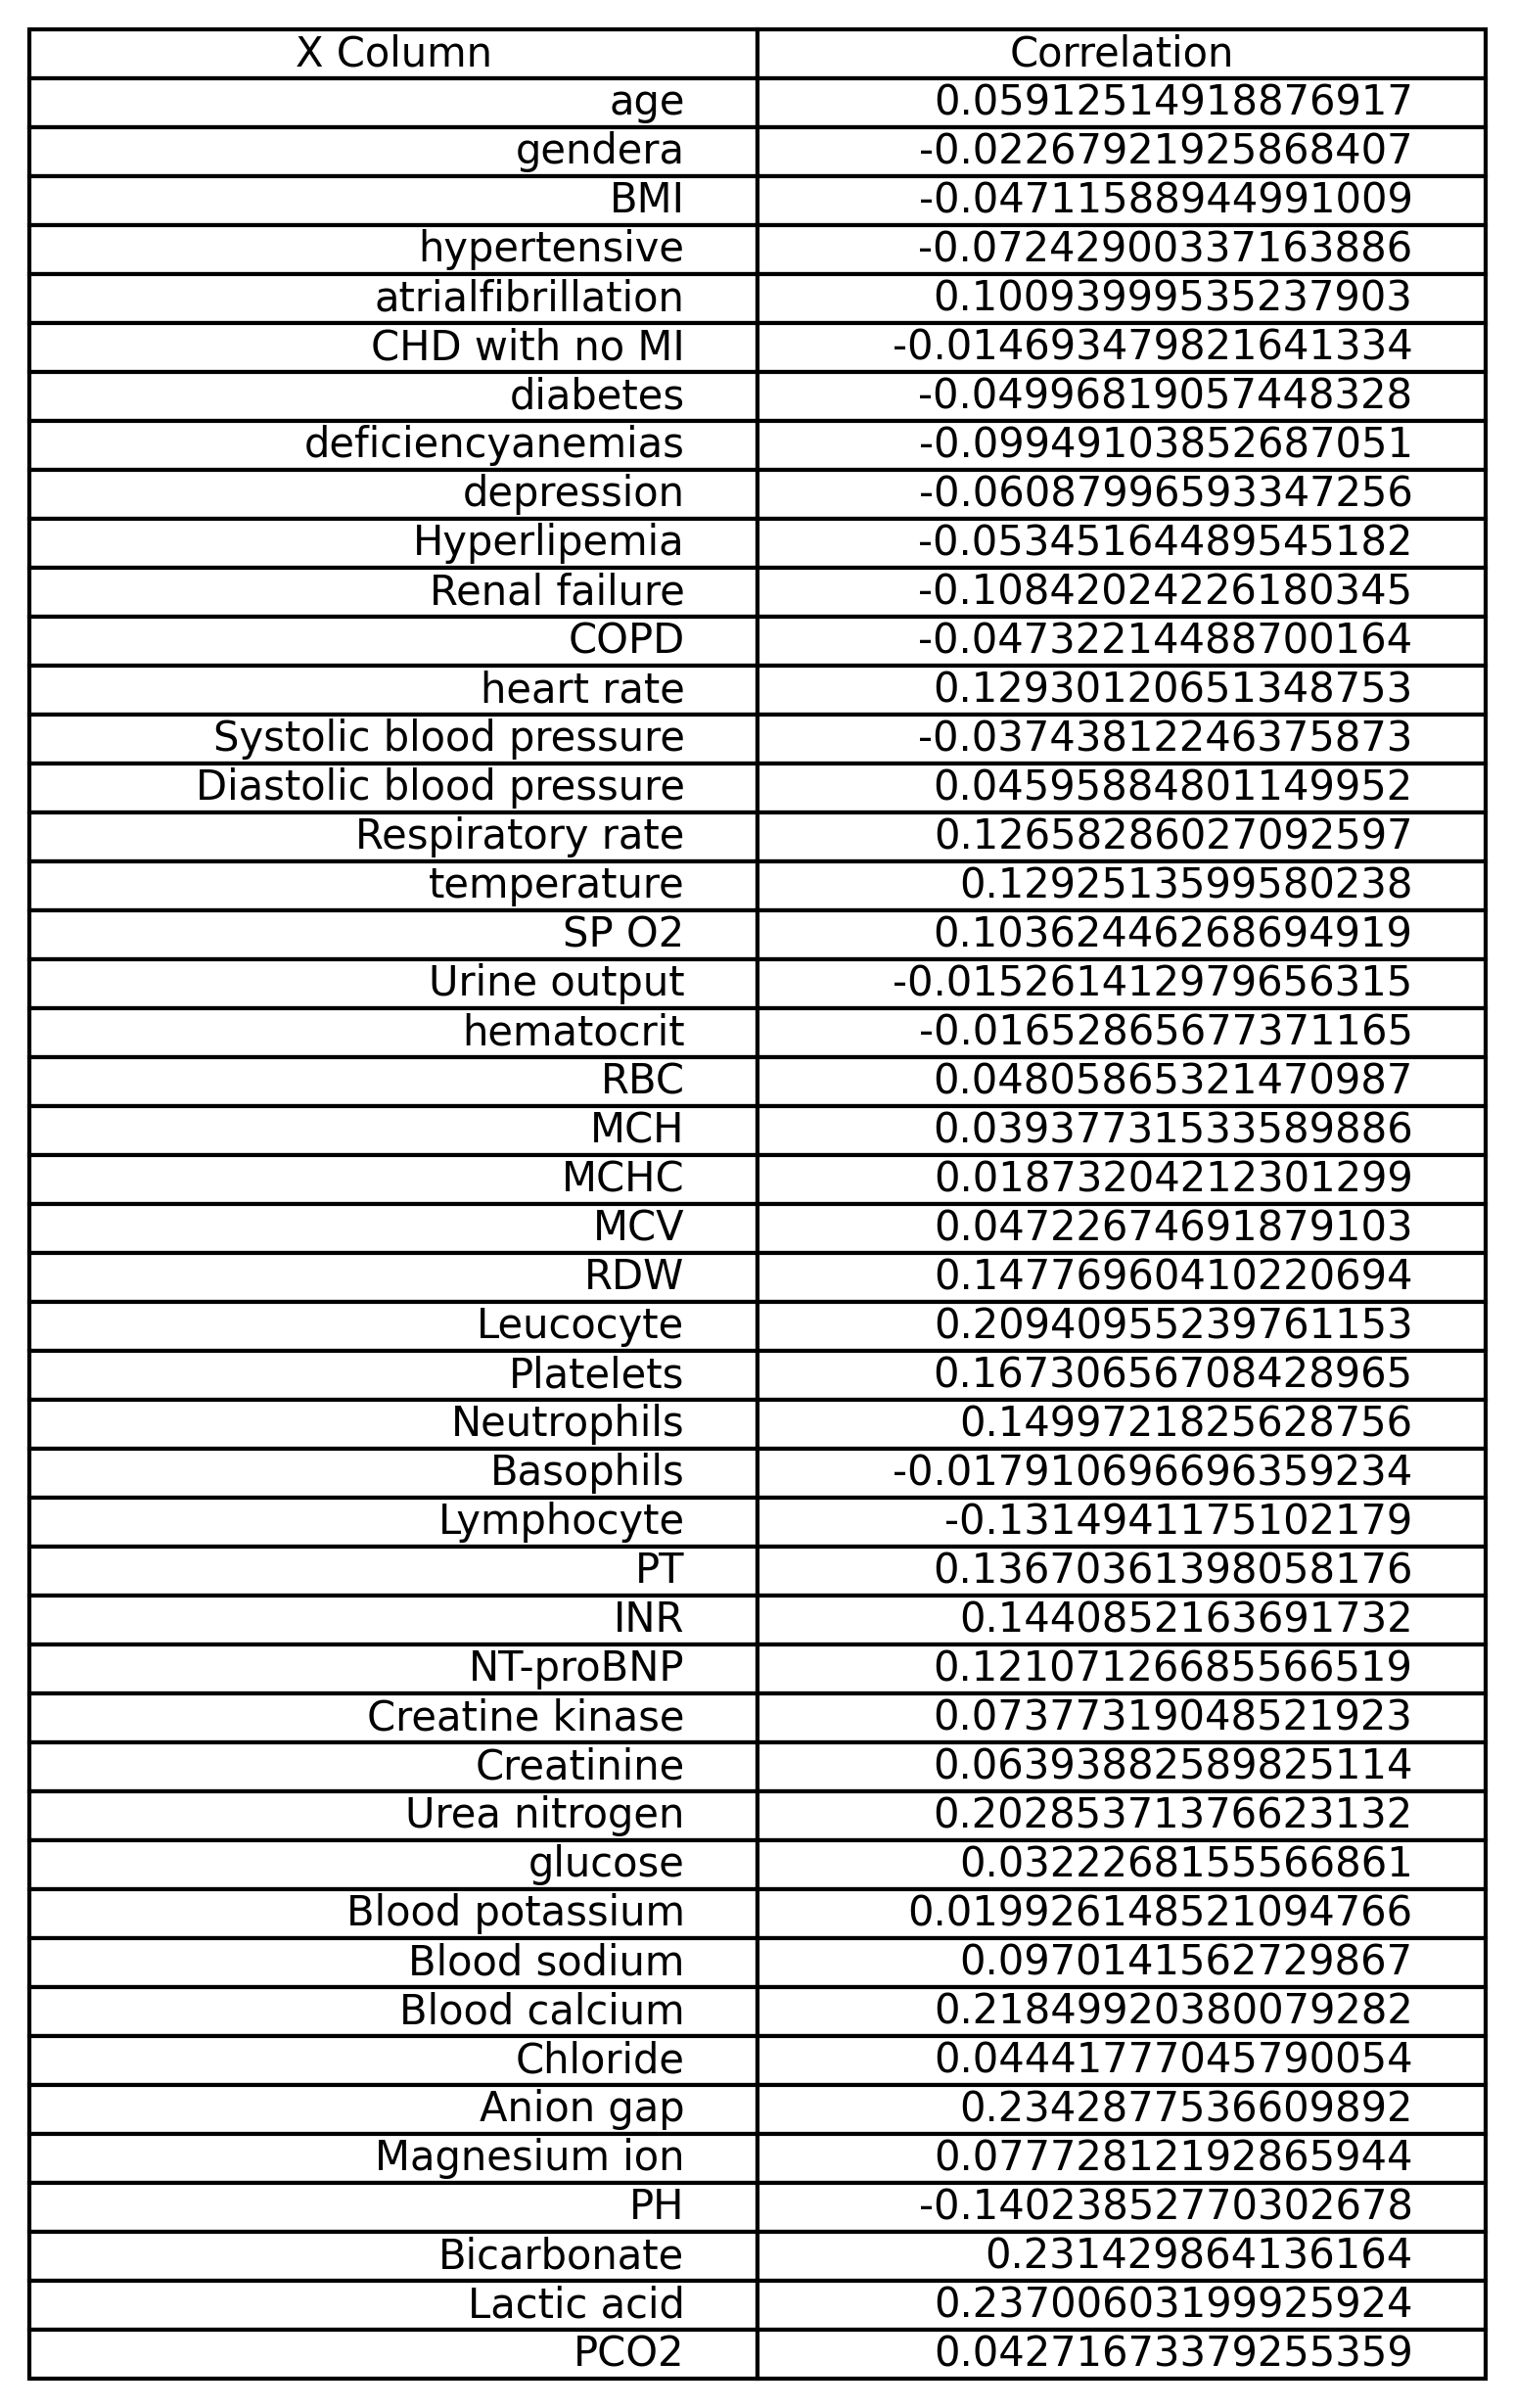 X Column Correlation
age 0.05912514918876917
gendera -0.02267921925868407
BMI -0.04711588944991009
hypertensive -0.07242900337163886
atrialfibrillation 0.10093999535237903
CHD with no MI -0.014693479821641334
diabetes -0.04996819057448328
deficiencyanemias -0.09949103852687051
depression -0.06087996593347256
Hyperlipemia -0.05345164489545182
Renal failure -0.10842024226180345
COPD -0.04732214488700164
heart rate 0.12930120651348753
Systolic blood pressure -0.03743812246375873
Diastolic blood pressure 0.04595884801149952
Respiratory rate 0.12658286027092597
temperature 0.1292513599580238
SP O2 0.10362446268694919
Urine output -0.015261412979656315
hematocrit -0.01652865677371165
RBC 0.04805865321470987
MCH 0.03937731533589886
MCHC 0.01873204212301299
MCV 0.04722674691879103
RDW 0.14776960410220694
Leucocyte 0.20940955239761153
Platelets 0.16730656708428965
Neutrophils 0.1499721825628756
Basophils -0.017910696696359234
Lymphocyte -0.1314941175102179
PT 0.13670361398058176
INR 0.1440852163691732
NT-proBNP 0.12107126685566519
Creatine kinase 0.07377319048521923
Creatinine 0.06393882589825114
Urea nitrogen 0.20285371376623132
glucose 0.0322268155566861
Blood potassium 0.019926148521094766
Blood sodium 0.0970141562729867
Blood calcium 0.21849920380079282
Chloride 0.04441777045790054
Anion gap 0.2342877536609892
Magnesium ion 0.07772812192865944
PH -0.14023852770302678
Bicarbonate 0.231429864136164
Lactic acid 0.23700603199925924
PCO2 0.04271673379255359